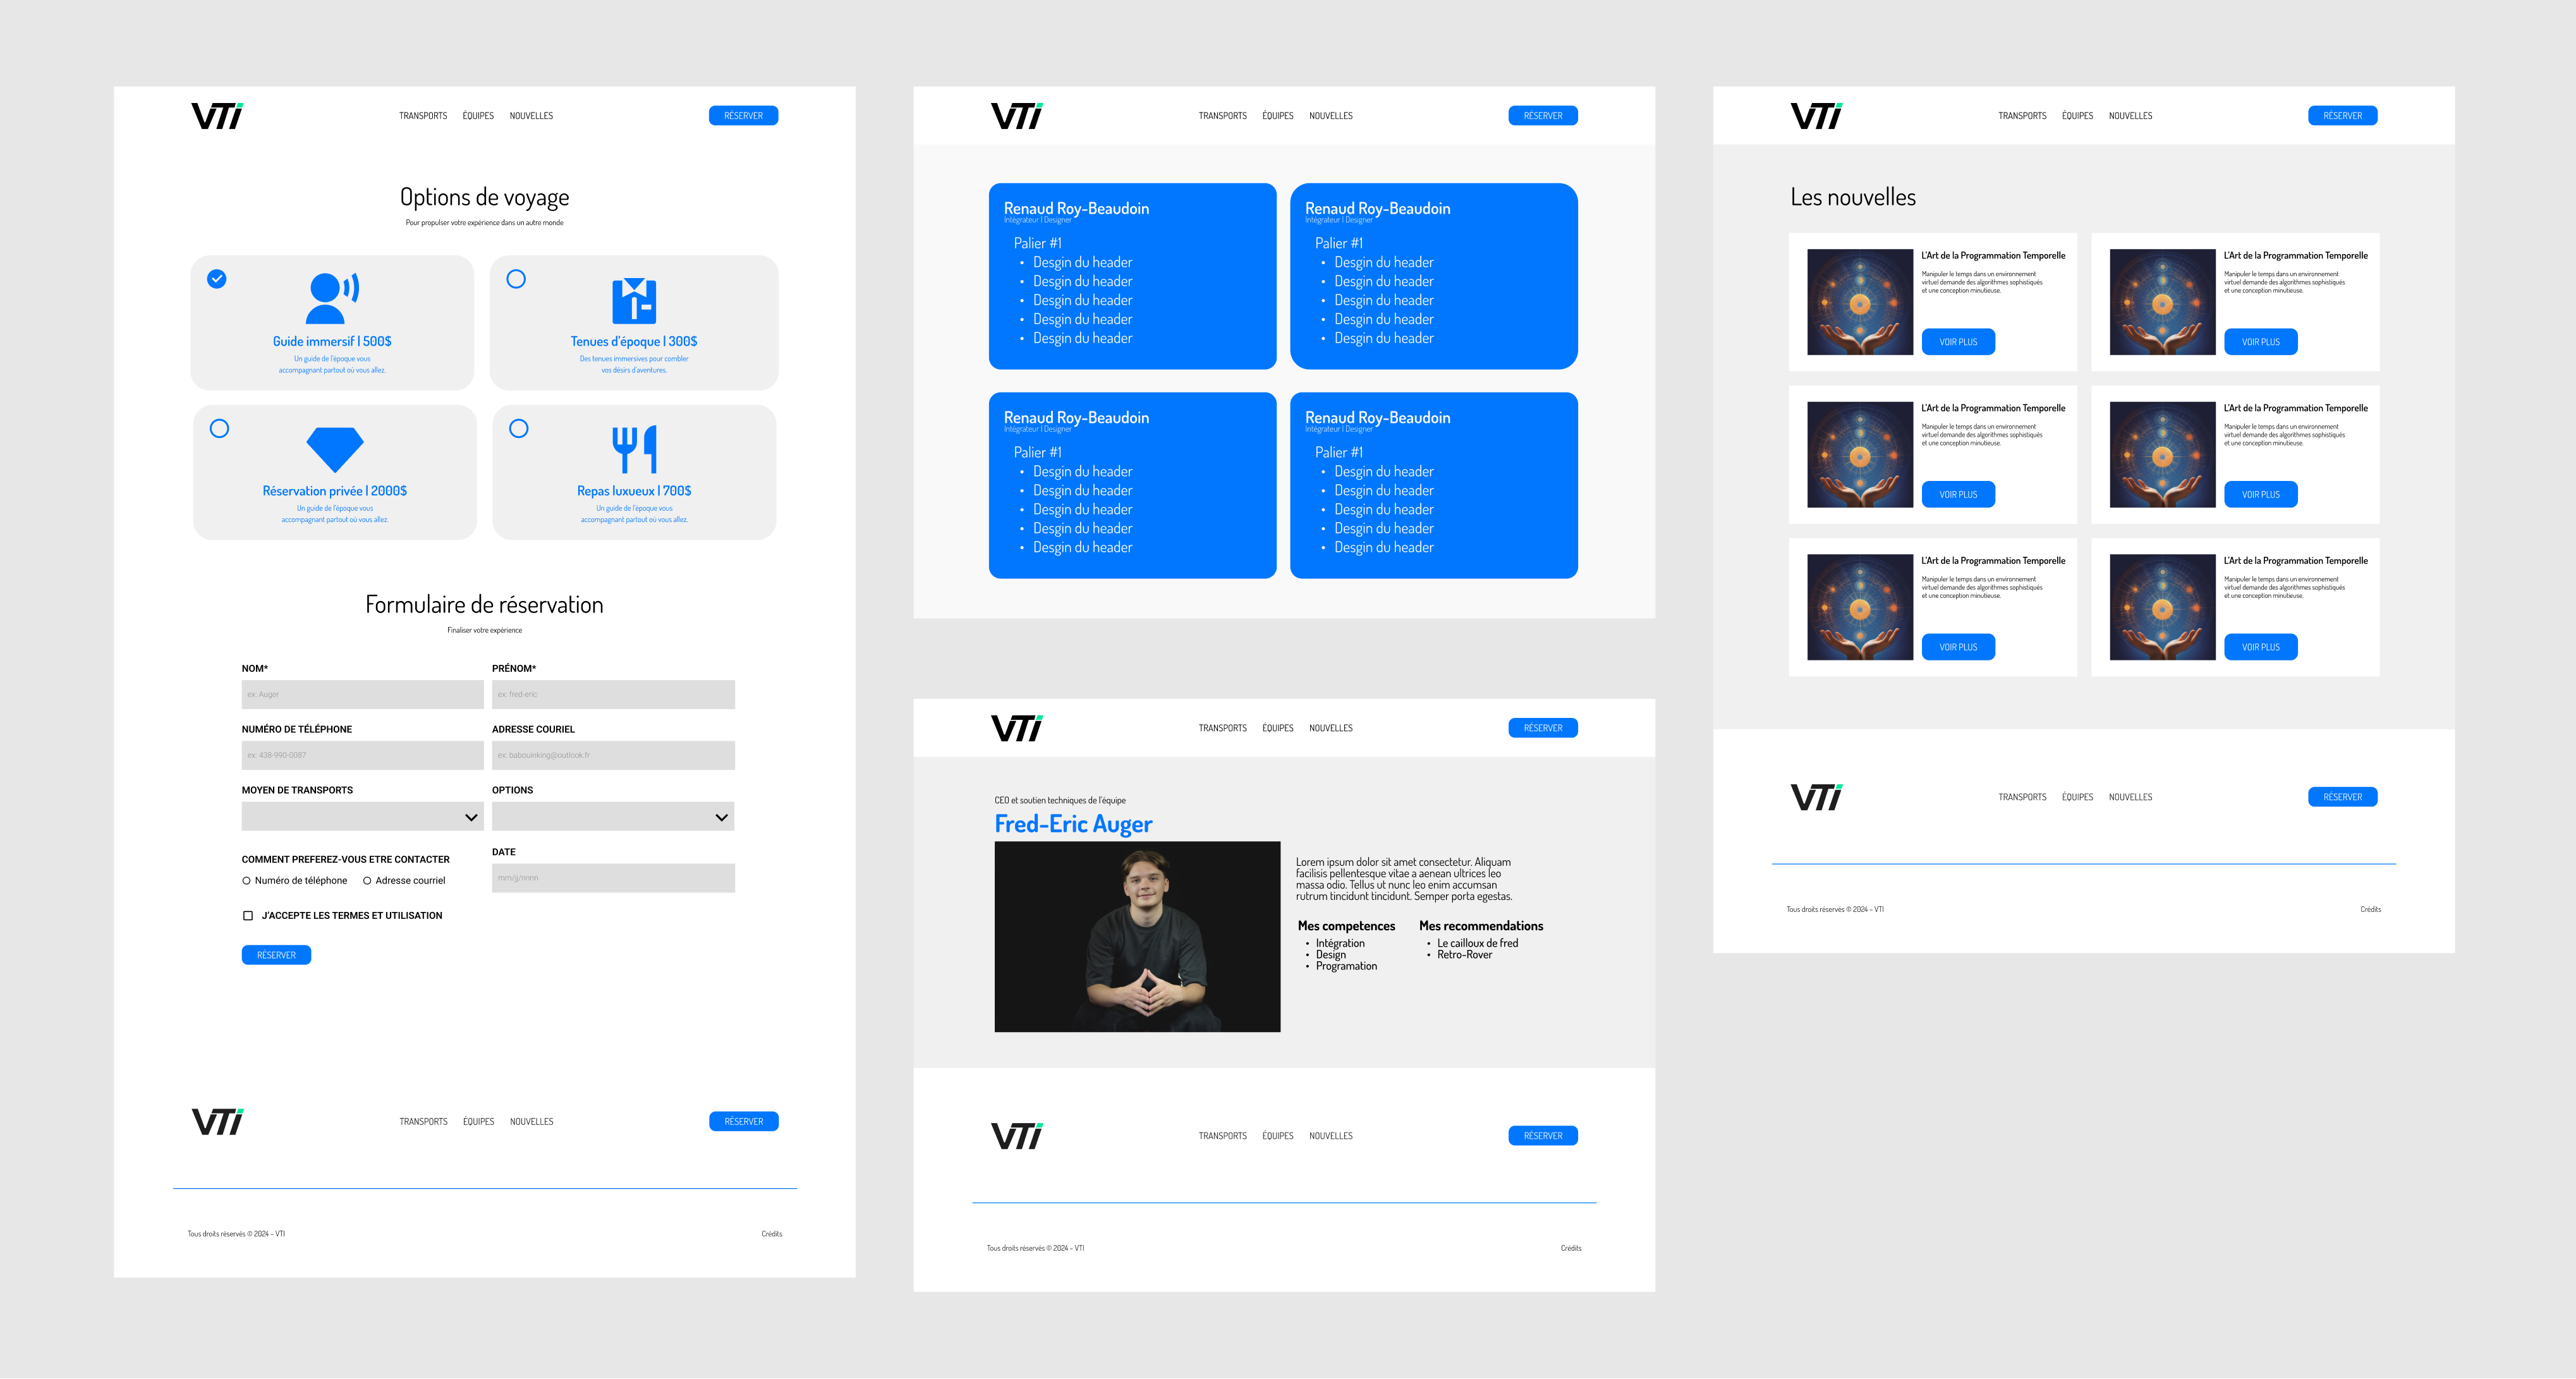 VTi
TRANSPORTS ÉQUIPES NOUVELLES
RÉSERVER
Options de voyage
Pour propulser votre expérience dans un autre monde
Guide immersif | 500$
Un guide de l'époque vous
accompagnant partout où vous allez.
Tenues d'époque | 300$
Des tenues immersives pour combler
vos désirs d'aventures.
Réservation privée | 2000$
Un guide de l'époque vous
accompagnant partout où vous allez.
Repas luxueux | 700$
Un guide de l'époque vous
accompagnant partout où vous allez.
Formulaire de réservation
Finaliser votre expérience
NOM*
ex: Auger
PRÉNOM*
ex: fred-eric
NUMÉRO DE TÉLÉPHONE
ex: 438-990-0087
ADRESSE COURIEL
ex: babouinking@outlook.fr
MOYEN DE TRANSPORTS
OPTIONS
COMMENT PREFEREZ-VOUS ETRE CONTACTER
Numéro de téléphone
Adresse courriel
DATE
mm/jj/nnnn
J'ACCEPTE LES TERMES ET UTILISATION
RÉSERVER
VTi
TRANSPORTS ÉQUIPES NOUVELLES
RÉSERVER
Tous droits réservés © 2024 – VTI
Crédits
VTi
TRANSPORTS ÉQUIPES NOUVELLES
RÉSERVER
Renaud Roy-Beaudoin
Intégrateur | Designer
Palier #1
• Desgin du header
• Desgin du header
• Desgin du header
• Desgin du header
• Desgin du header
Renaud Roy-Beaudoin
Intégrateur | Designer
Palier #1
• Desgin du header
• Desgin du header
• Desgin du header
• Desgin du header
• Desgin du header
Renaud Roy-Beaudoin
Intégrateur | Designer
Palier #1
• Desgin du header
• Desgin du header
• Desgin du header
• Desgin du header
• Desgin du header
Renaud Roy-Beaudoin
Intégrateur | Designer
Palier #1
• Desgin du header
• Desgin du header
• Desgin du header
• Desgin du header
• Desgin du header
VTi
TRANSPORTS ÉQUIPES NOUVELLES
RÉSERVER
CEO et soutien techniques de l'équipe
Fred-Eric Auger
Lorem ipsum dolor sit amet consectetur. Aliquam
facilisis pellentesque vitae a aenean ultrices leo
massa odio. Tellus ut nunc leo enim accumsan
rutrum tincidunt tincidunt. Semper porta egestas.
Mes competences
• Intégration
• Design
• Programation
Mes recommendations
• Le cailloux de fred
• Retro-Rover
VTi
TRANSPORTS ÉQUIPES NOUVELLES
RÉSERVER
Tous droits réservés © 2024 – VTI
Crédits
VTi
TRANSPORTS ÉQUIPES NOUVELLES
RÉSERVER
Les nouvelles
L'Art de la Programmation Temporelle
Manipuler le temps dans un environnement
virtuel demande des algorithmes sophistiqués
et une conception minutieuse.
VOIR PLUS
L'Art de la Programmation Temporelle
Manipuler le temps dans un environnement
virtuel demande des algorithmes sophistiqués
et une conception minutieuse.
VOIR PLUS
L'Art de la Programmation Temporelle
Manipuler le temps dans un environnement
virtuel demande des algorithmes sophistiqués
et une conception minutieuse.
VOIR PLUS
L'Art de la Programmation Temporelle
Manipuler le temps dans un environnement
virtuel demande des algorithmes sophistiqués
et une conception minutieuse.
VOIR PLUS
L'Art de la Programmation Temporelle
Manipuler le temps dans un environnement
virtuel demande des algorithmes sophistiqués
et une conception minutieuse.
VOIR PLUS
L'Art de la Programmation Temporelle
Manipuler le temps dans un environnement
virtuel demande des algorithmes sophistiqués
et une conception minutieuse.
VOIR PLUS
VTi
TRANSPORTS ÉQUIPES NOUVELLES
RÉSERVER
Tous droits réservés © 2024 – VTI
Crédits